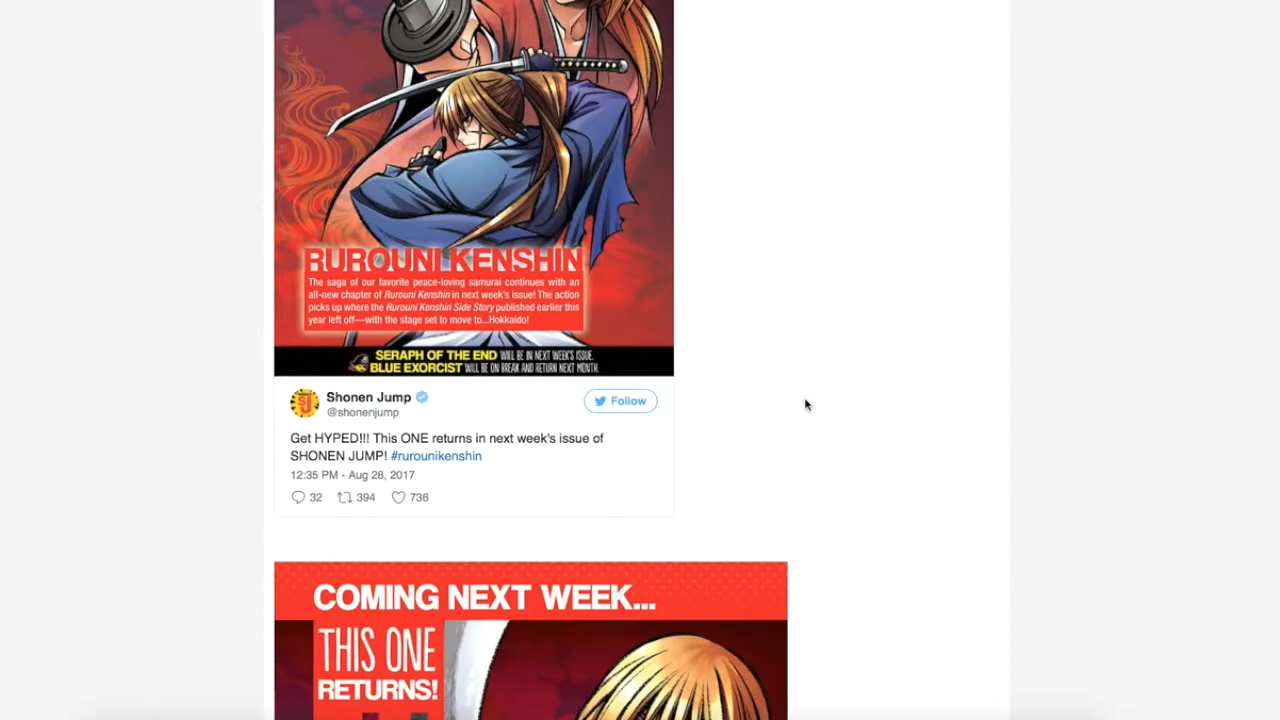 RUROUNI KENSHIN
The saga of our favorite peace-loving samurai continues with an
all-new chapter of Rurouni Kenshin in next week's issue! The action
picks up where the Rurouni Kenshin Side Story published earlier this
year left off—with the stage set to move to...Hokkaido!
SERAPH OF THE END WILL BE IN NEXT WEEK'S ISSUE.
BLUE EXORCIST WILL BE ON BREAK AND RETURN NEXT MONTH.
SJ
Shonen Jump
@shonenjump
Follow
Get HYPED!!! This ONE returns in next week's issue of
SHONEN JUMP! #rurounikenshin
12:35 PM - Aug 28, 2017
32 394 736
COMING NEXT WEEK...
THIS ONE
RETURNS!